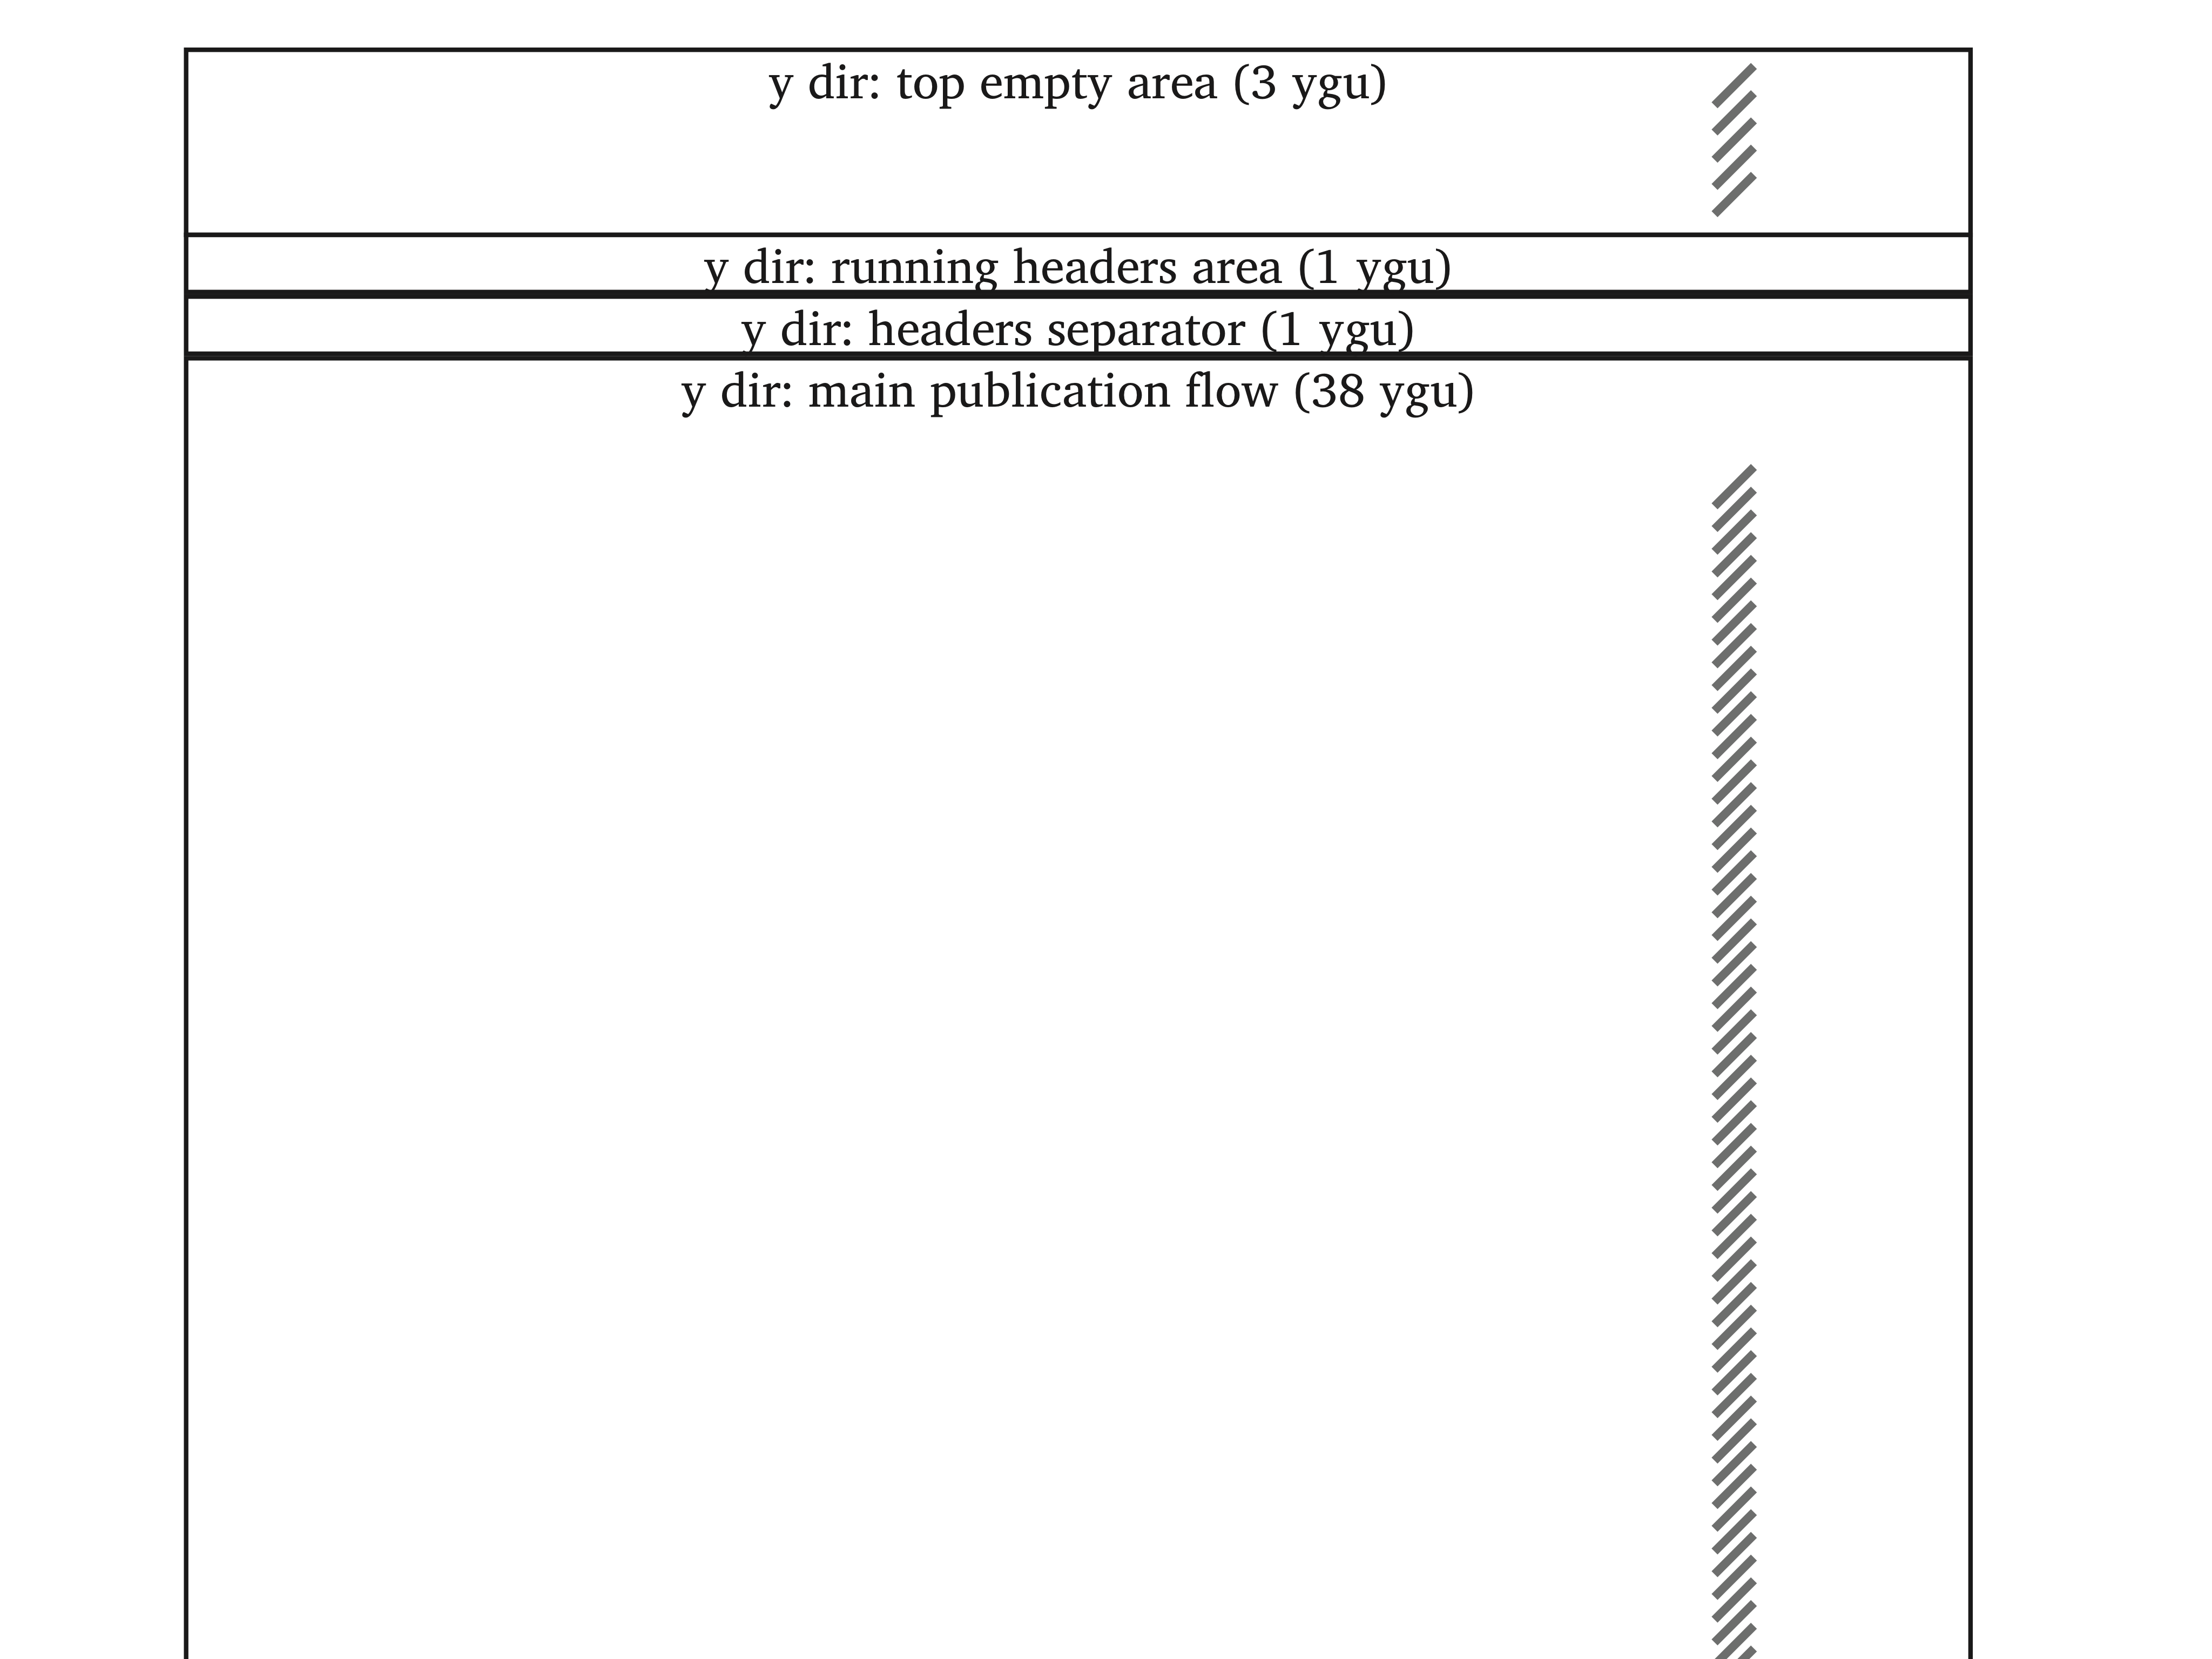 y dir: top empty area (3 ygu)
y dir: running headers area (1 ygu)
y dir: headers separator (1 ygu)
y dir: main publication flow (38 ygu)